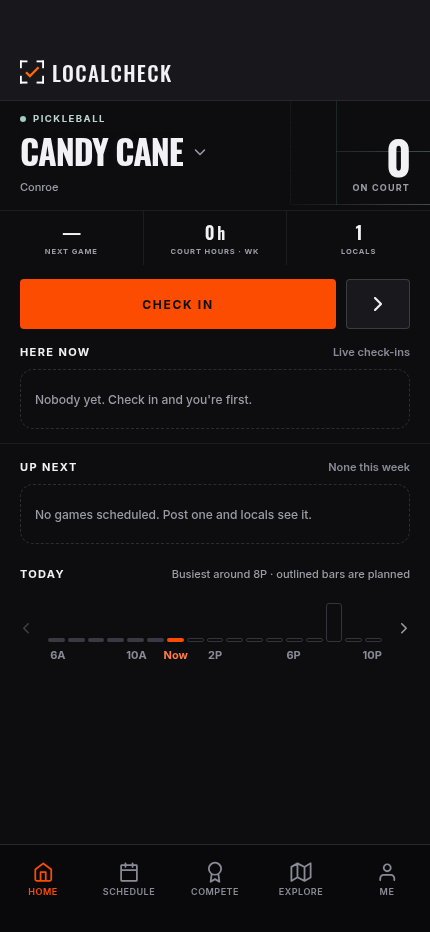 LOCALCHECK
PICKLEBALL
CANDY CANE
Conroe
0
ON COURT
—
NEXT GAME
0h
COURT HOURS · WK
1
LOCALS
CHECK IN
HERE NOW
Live check-ins
Nobody yet. Check in and you're first.
UP NEXT
None this week
No games scheduled. Post one and locals see it.
TODAY
Busiest around 8P · outlined bars are planned
6A 10A Now 2P 6P 10P
HOME SCHEDULE COMPETE EXPLORE ME